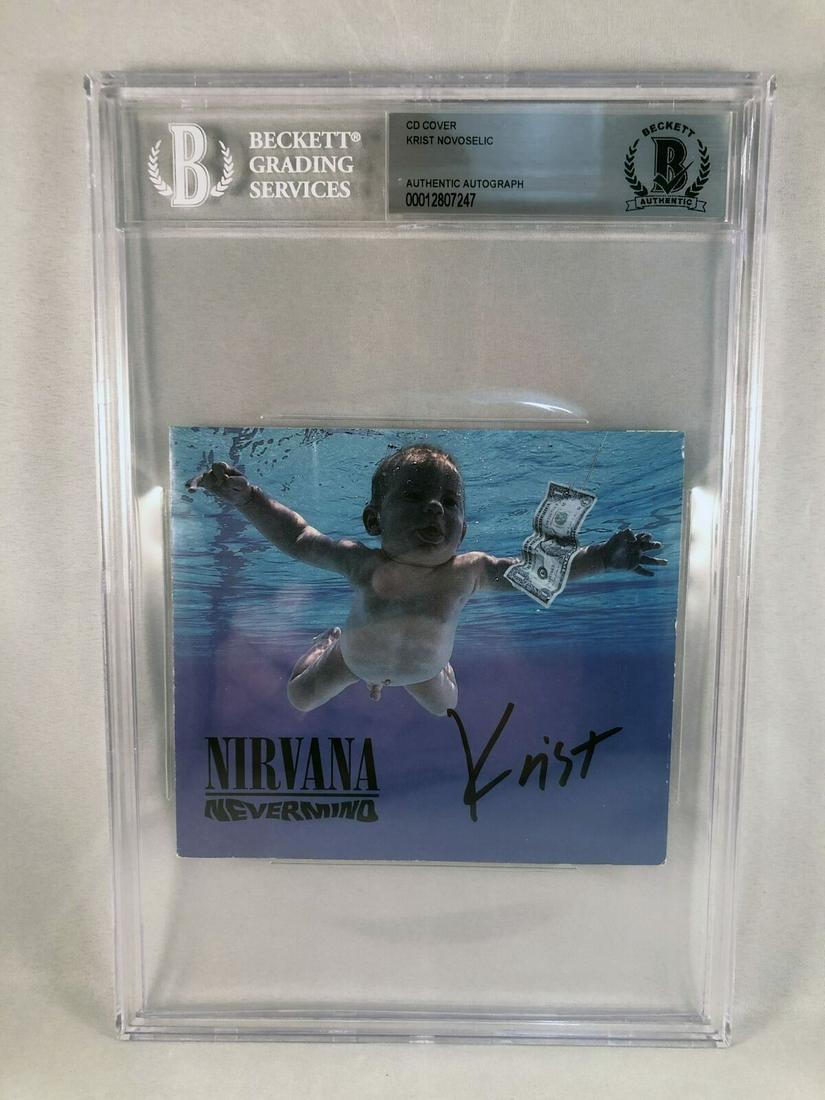 B
BECKETT®
GRADING
SERVICES
CD COVER
KRIST NOVOSELIC
AUTHENTIC AUTOGRAPH
00012807247
BECKETT
B
AUTHENTIC
NIRVANA
NEVERMIND
Krist